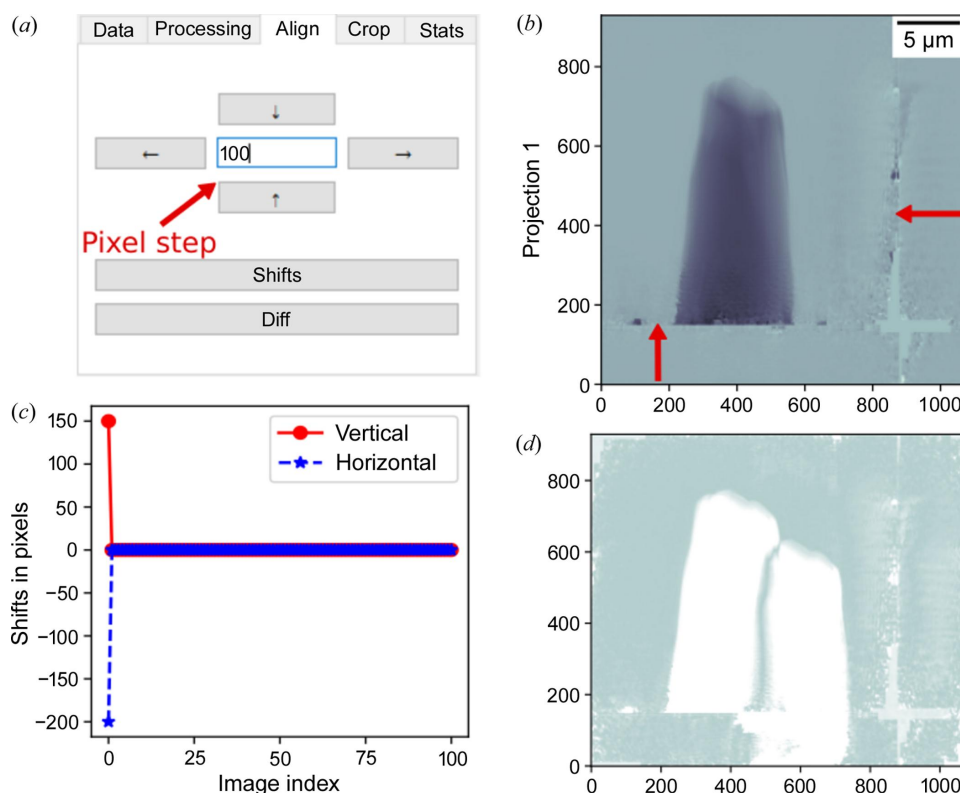 (a)
Data Processing Align Crop Stats
↓
← 100 →
↑
Pixel step
Shifts
Diff
(b)
5 µm
Projection 1
800
600
400
200
0
0 200 400 600 800 1000
(c)
Shifts in pixels
150
100
50
0
−50
−100
−150
−200
Vertical
Horizontal
0 25 50 75 100
Image index
(d)
800
600
400
200
0
0 200 400 600 800 1000